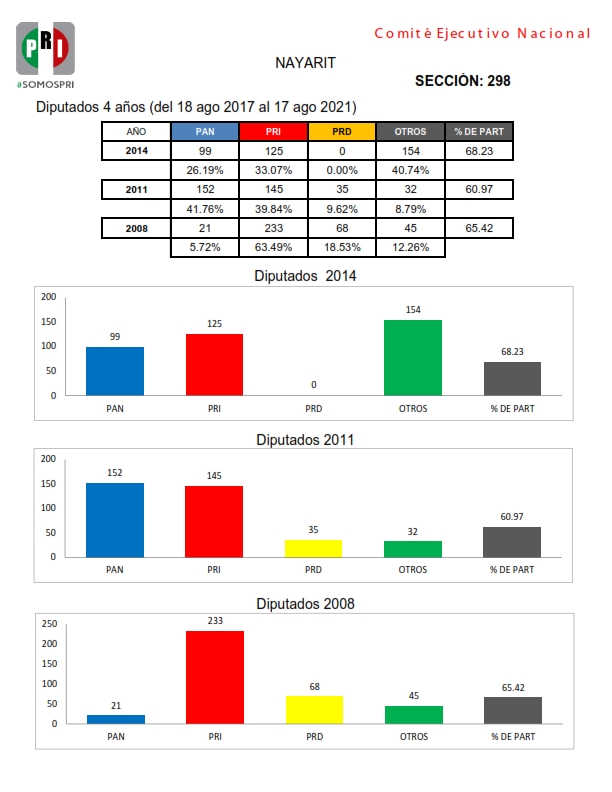 Comité Ejecutivo Nacional
PRI
#SOMOSPRI
NAYARIT
SECCIÓN: 298
Diputados 4 años (del 18 ago 2017 al 17 ago 2021)
AÑO PAN PRI PRD OTROS % DE PART
2014 99 125 0 154 68.23
26.19% 33.07% 0.00% 40.74%
2011 152 145 35 32 60.97
41.76% 39.84% 9.62% 8.79%
2008 21 233 68 45 65.42
5.72% 63.49% 18.53% 12.26%
Diputados 2014
200
150
100
50
0
99
125
0
154
68.23
PAN PRI PRD OTROS % DE PART
Diputados 2011
200
150
100
50
0
152
145
35
32
60.97
PAN PRI PRD OTROS % DE PART
Diputados 2008
250
200
150
100
50
0
21
233
68
45
65.42
PAN PRI PRD OTROS % DE PART